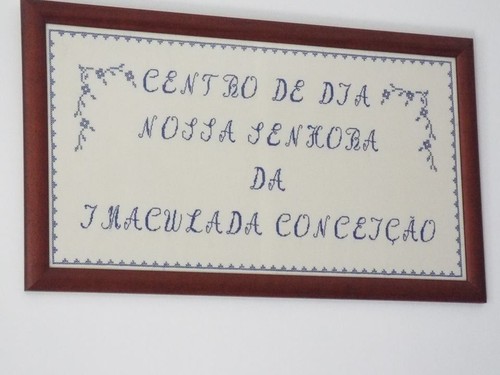 CENTRO DE DIA
NOSSA SENHORA
DA
IMACULADA CONCEIÇÃO